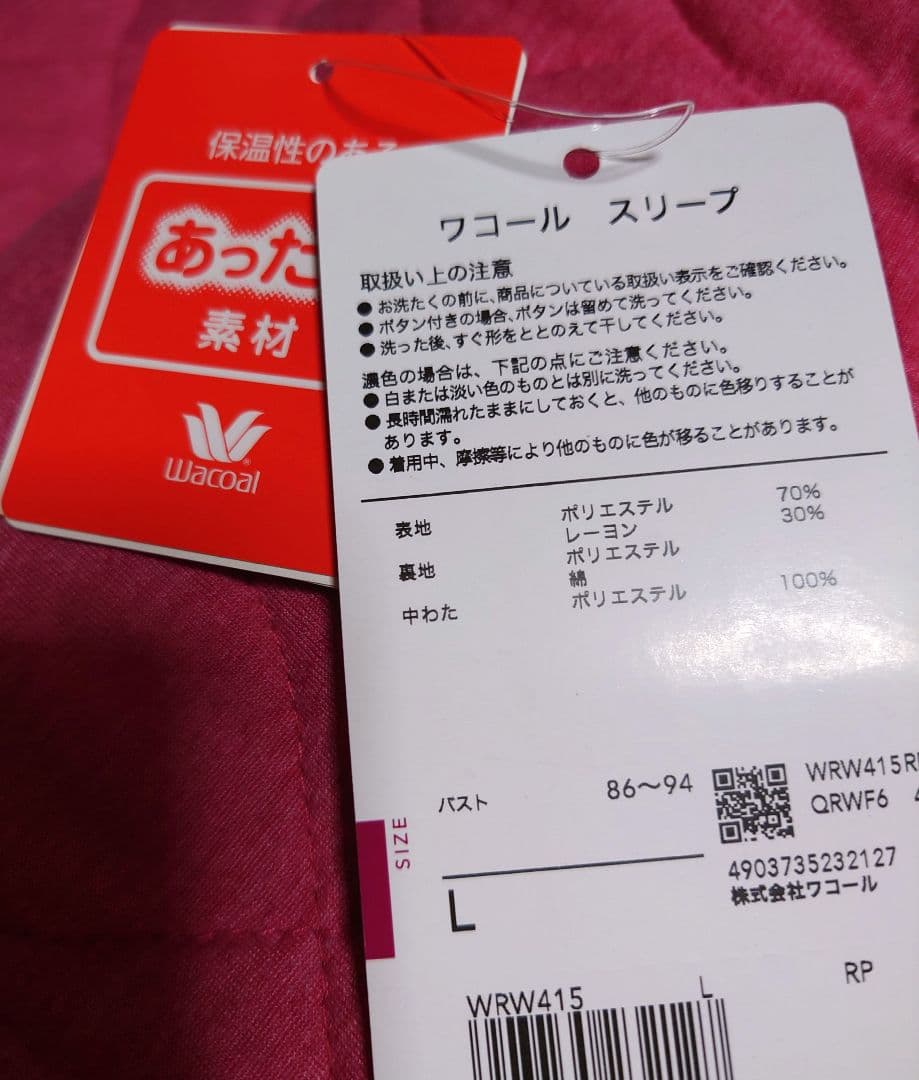 保温性のある
あった
素材
Wacoal
ワコール スリープ
取扱い上の注意
●お洗たくの前に、商品についている取扱い表示をご確認ください。
●ボタン付きの場合、ボタンは留めて洗ってください。
●洗った後、すぐ形をととのえて干してください。
濃色の場合は、下記の点にご注意ください。
●白または淡い色のものとは別に洗ってください。
●長時間濡れたままにしておくと、他のものに色移りすることが
あります。
●着用中、摩擦等により他のものに色が移ることがあります。
表地 ポリエステル 70%
レーヨン 30%
裏地 ポリエステル
綿
中わた ポリエステル 100%
バスト 86〜94
WRW415R
QRWF6
4903735232127
株式会社ワコール
SIZE
L
RP
WRW415 L